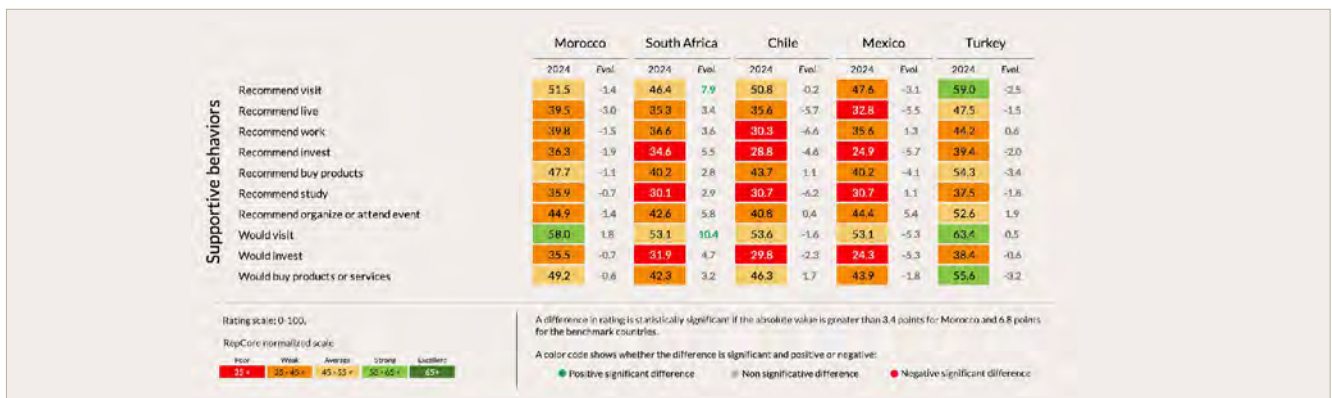 Morocco South Africa Chile Mexico Turkey
2024 Evol. 2024 Evol. 2024 Evol. 2024 Evol. 2024 Evol.
Supportive behaviors
Recommend visit 51.5 -1.4 46.4 7.9 50.8 -0.2 47.6 -3.1 59.0 -2.5
Recommend live 39.5 -3.0 35.3 3.4 35.6 -5.7 32.8 -5.5 47.5 -1.5
Recommend work 39.8 -1.5 36.6 3.6 30.3 -6.6 35.6 1.3 44.2 0.6
Recommend invest 36.3 -1.9 34.6 5.5 28.8 -4.6 24.9 -5.7 39.4 -2.0
Recommend buy products 47.7 -1.1 40.2 2.8 43.7 1.1 40.2 -4.1 54.3 -3.4
Recommend study 35.9 -0.7 30.1 2.9 30.7 -6.2 30.7 1.1 37.5 -1.8
Recommend organize or attend event 44.9 1.4 42.6 5.8 40.8 0.4 44.4 5.4 52.6 1.9
Would visit 58.0 1.8 53.1 10.4 53.6 -1.6 53.1 -5.3 63.4 0.5
Would invest 35.5 -0.7 31.9 4.7 29.8 -2.3 24.3 -5.3 38.4 -0.6
Would buy products or services 49.2 -0.6 42.3 3.2 46.3 1.7 43.9 -1.8 55.6 -3.2
Rating scale: 0-100.
RepCore normalized scale
Poor Weak Average Strong Excellent
35 < 35 - 45 < 45 - 55 < 55 - 65 < 65+
A difference in rating is statistically significant if the absolute value is greater than 3.4 points for Morocco and 6.8 points
for the benchmark countries.
A color code shows whether the difference is significant and positive or negative:
Positive significant difference Non significative difference Negative significant difference